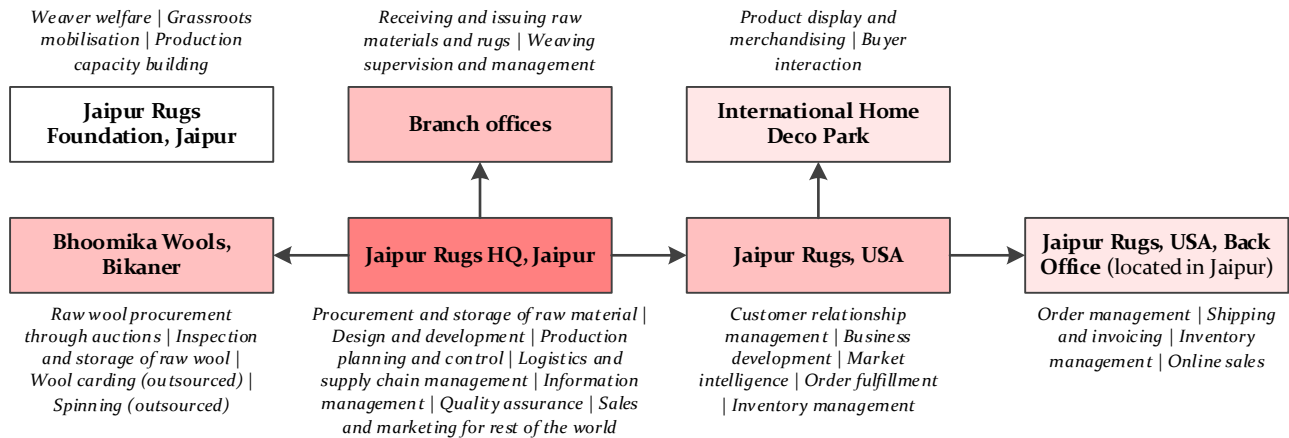 Weaver welfare | Grassroots
mobilisation | Production
capacity building
Jaipur Rugs
Foundation, Jaipur
Receiving and issuing raw
materials and rugs | Weaving
supervision and management
Branch offices
Product display and
merchandising | Buyer
interaction
International Home
Deco Park
Bhoomika Wools,
Bikaner
Raw wool procurement
through auctions | Inspection
and storage of raw wool |
Wool carding (outsourced) |
Spinning (outsourced)
Jaipur Rugs HQ, Jaipur
Procurement and storage of raw material |
Design and development | Production
planning and control | Logistics and
supply chain management | Information
management | Quality assurance | Sales
and marketing for rest of the world
Jaipur Rugs, USA
Customer relationship
management | Business
development | Market
intelligence | Order fulfillment
| Inventory management
Jaipur Rugs, USA, Back
Office (located in Jaipur)
Order management | Shipping
and invoicing | Inventory
management | Online sales